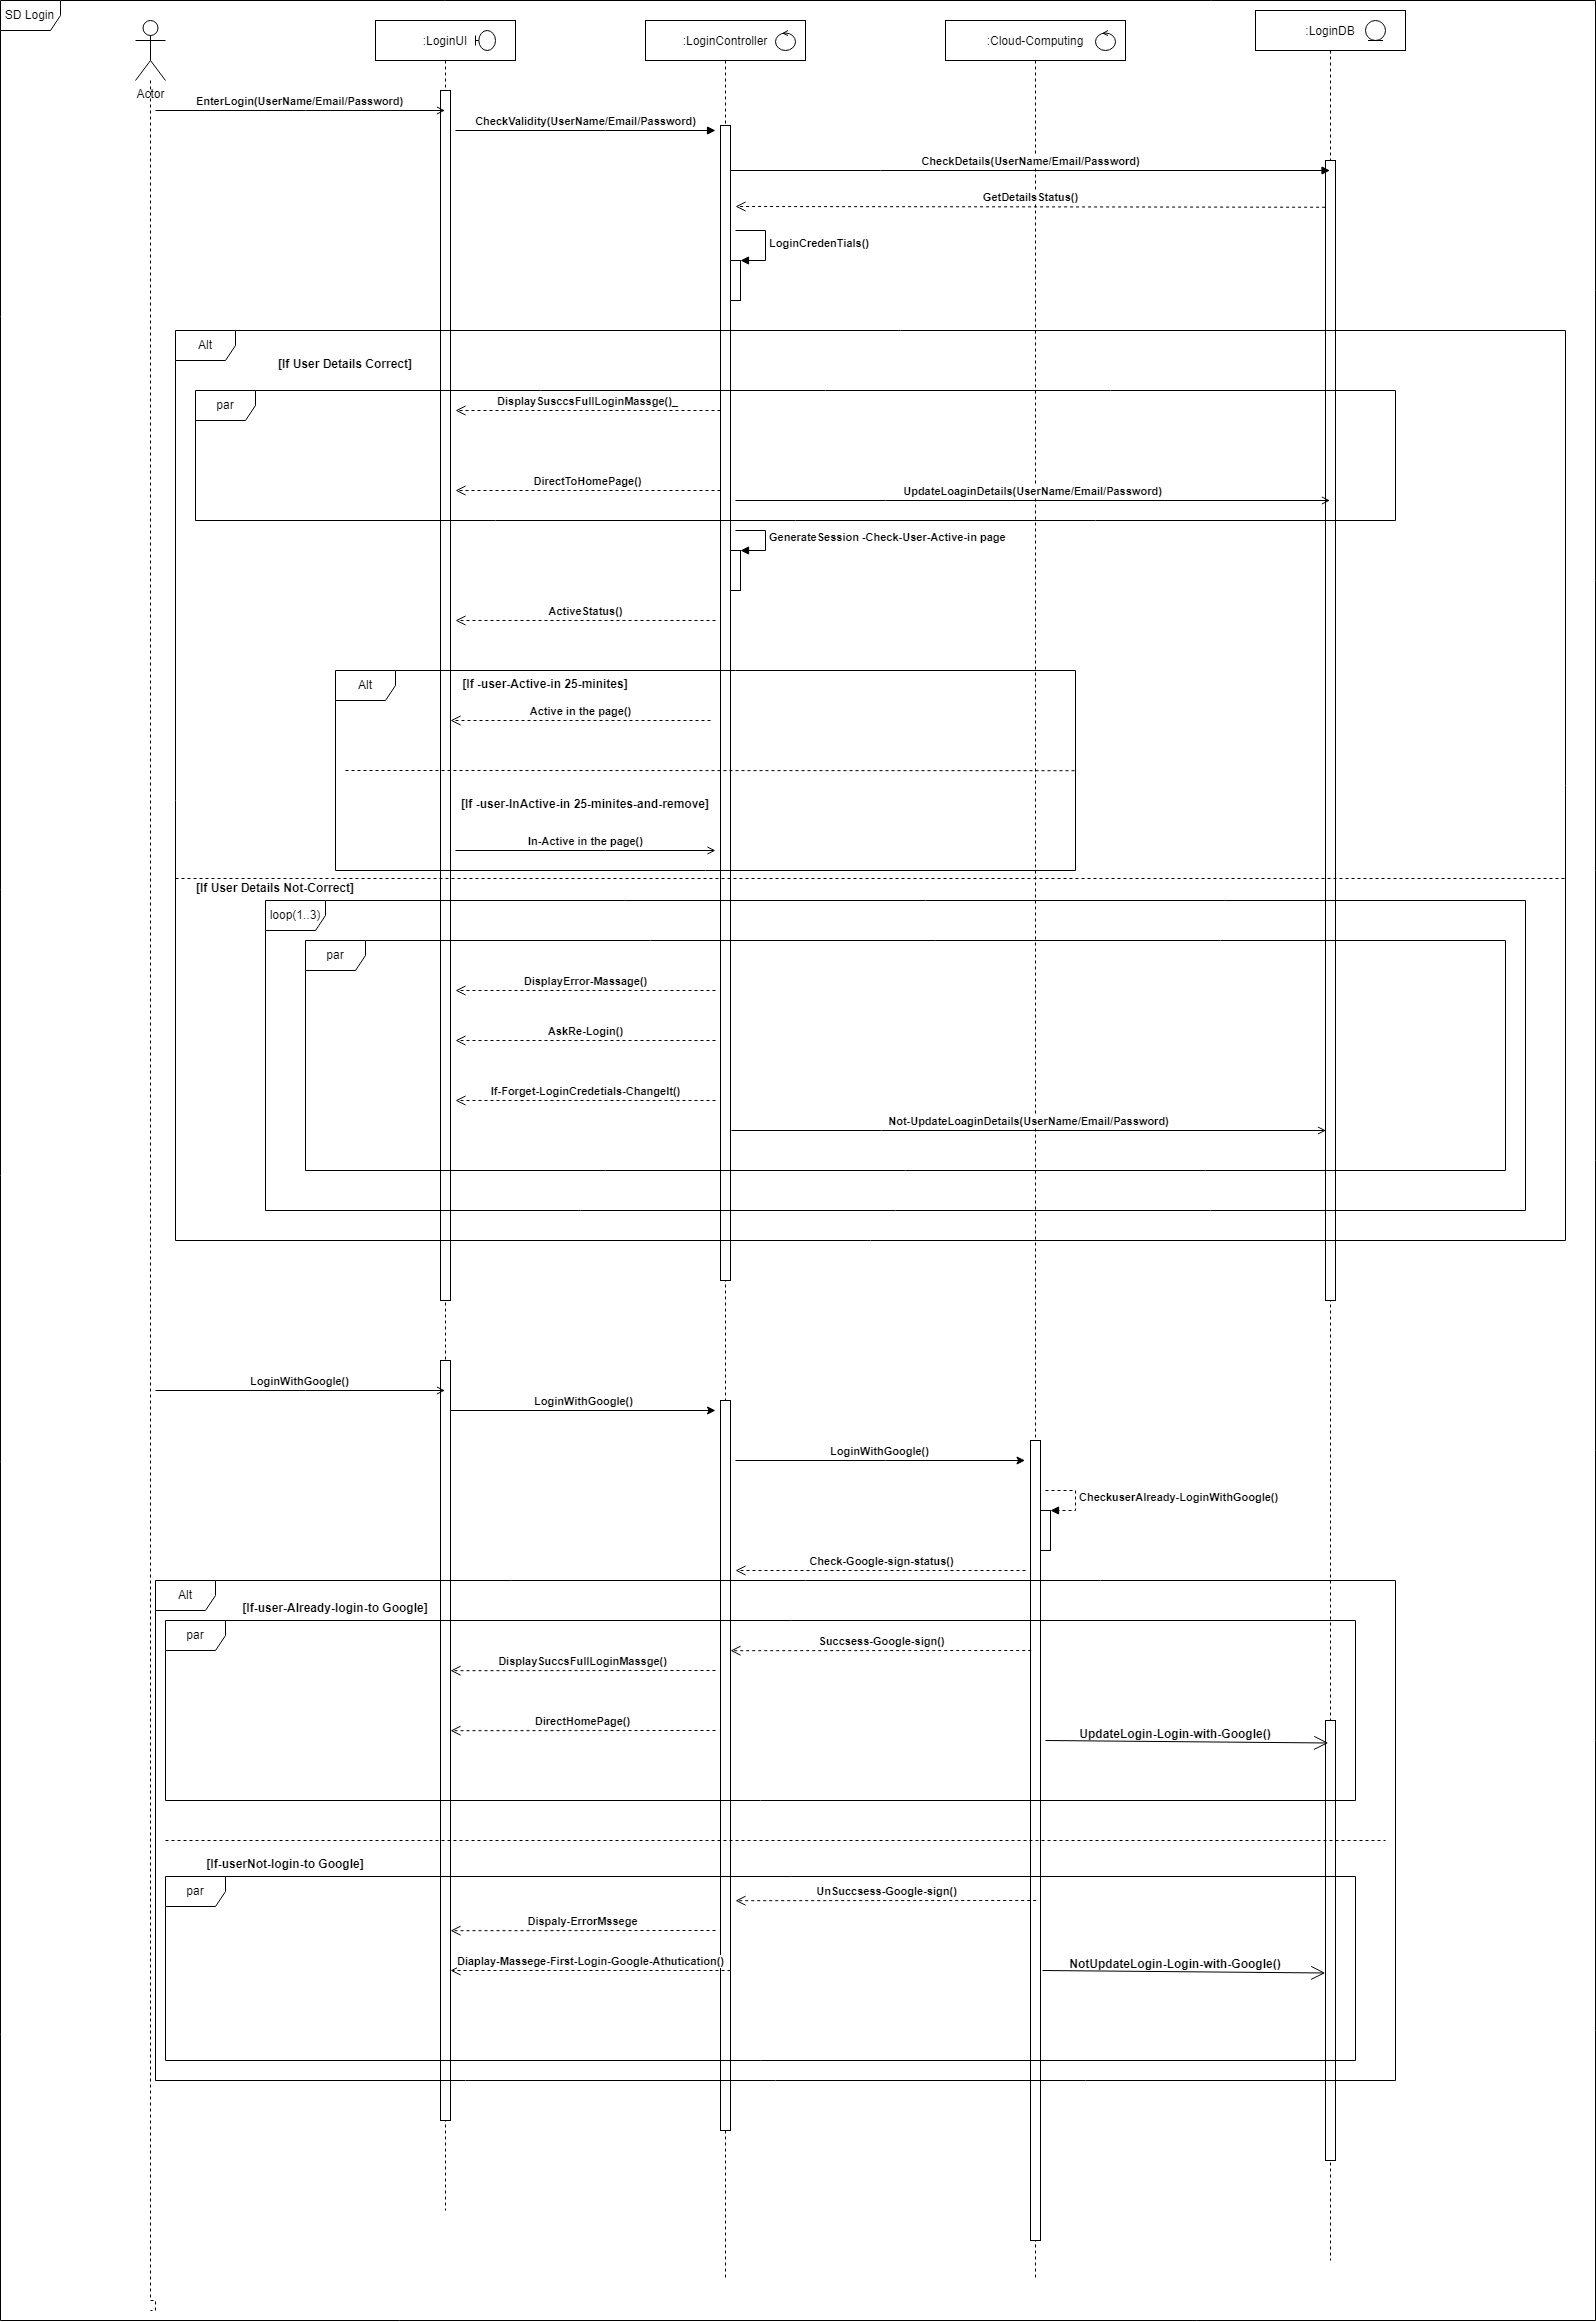 SD Login
:LoginUI
:LoginController
:Cloud-Computing
:LoginDB
Actor
EnterLogin(UserName/Email/Password)
CheckValidity(UserName/Email/Password)
CheckDetails(UserName/Email/Password)
GetDetailsStatus()
LoginCredenTials()
Alt
[If User Details Correct]
par
DisplaySusccsFullLoginMassge()_
DirectToHomePage()
UpdateLoaginDetails(UserName/Email/Password)
GenerateSession -Check-User-Active-in page
ActiveStatus()
Alt
[If -user-Active-in 25-minites]
Active in the page()
[If -user-InActive-in 25-minites-and-remove]
In-Active in the page()
[If User Details Not-Correct]
loop(1..3)
par
DisplayError-Massage()
AskRe-Login()
If-Forget-LoginCredetials-ChangeIt()
Not-UpdateLoaginDetails(UserName/Email/Password)
LoginWithGoogle()
LoginWithGoogle()
LoginWithGoogle()
CheckuserAlready-LoginWithGoogle()
Check-Google-sign-status()
Alt
[If-user-Already-login-to Google]
par
Succsess-Google-sign()
DisplaySuccsFullLoginMassge()
DirectHomePage()
UpdateLogin-Login-with-Google()
[If-userNot-login-to Google]
par
UnSuccsess-Google-sign()
Dispaly-ErrorMssege
Diaplay-Massege-First-Login-Google-Athutication()
NotUpdateLogin-Login-with-Google()